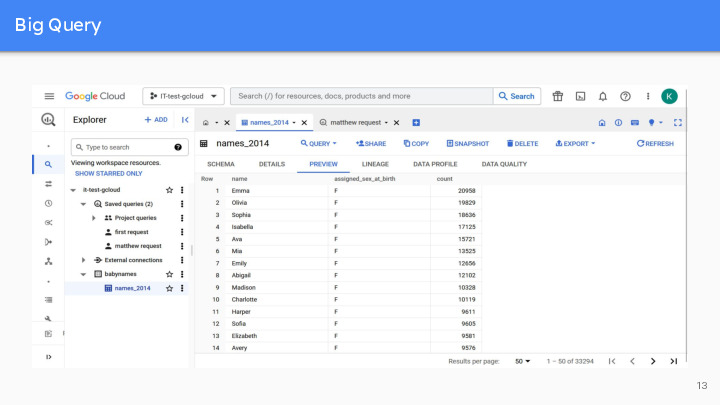 Big Query
Google Cloud IT-test-gcloud Search (/) for resources, docs, products and more Search K
Explorer + ADD names_2014 matthew request
Type to search names_2014 QUERY SHARE COPY SNAPSHOT DELETE EXPORT REFRESH
Viewing workspace resources.
SHOW STARRED ONLY
SCHEMA DETAILS PREVIEW LINEAGE DATA PROFILE DATA QUALITY
it-test-gcloud
Saved queries (2)
Project queries
first request
matthew request
External connections
babynames
names_2014
Row name assigned_sex_at_birth count
1 Emma F 20958
2 Olivia F 19829
3 Sophia F 18636
4 Isabella F 17125
5 Ava F 15721
6 Mia F 13525
7 Emily F 12656
8 Abigail F 12102
9 Madison F 10328
10 Charlotte F 10119
11 Harper F 9611
12 Sofia F 9605
13 Elizabeth F 9581
14 Avery F 9576
Results per page: 50 1 – 50 of 33294
13